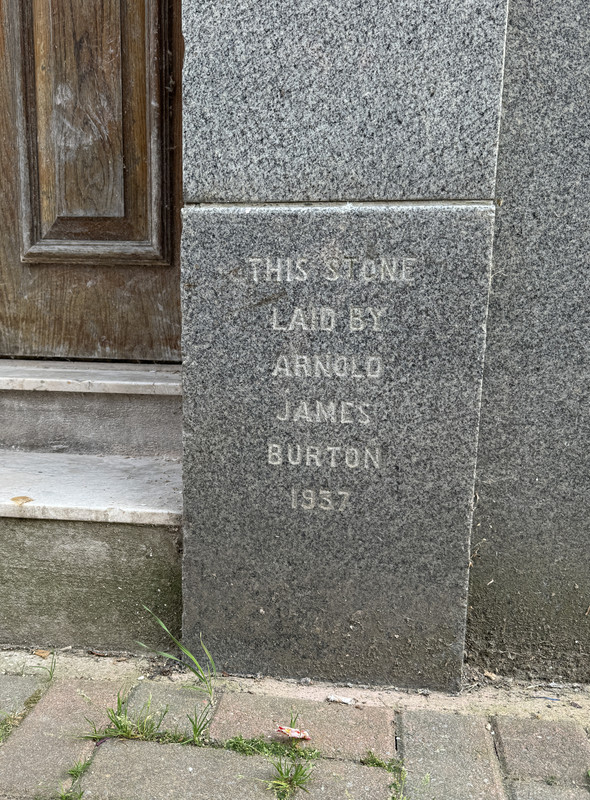 THIS STONE
LAID BY
ARNOLD
JAMES
BURTON
1937